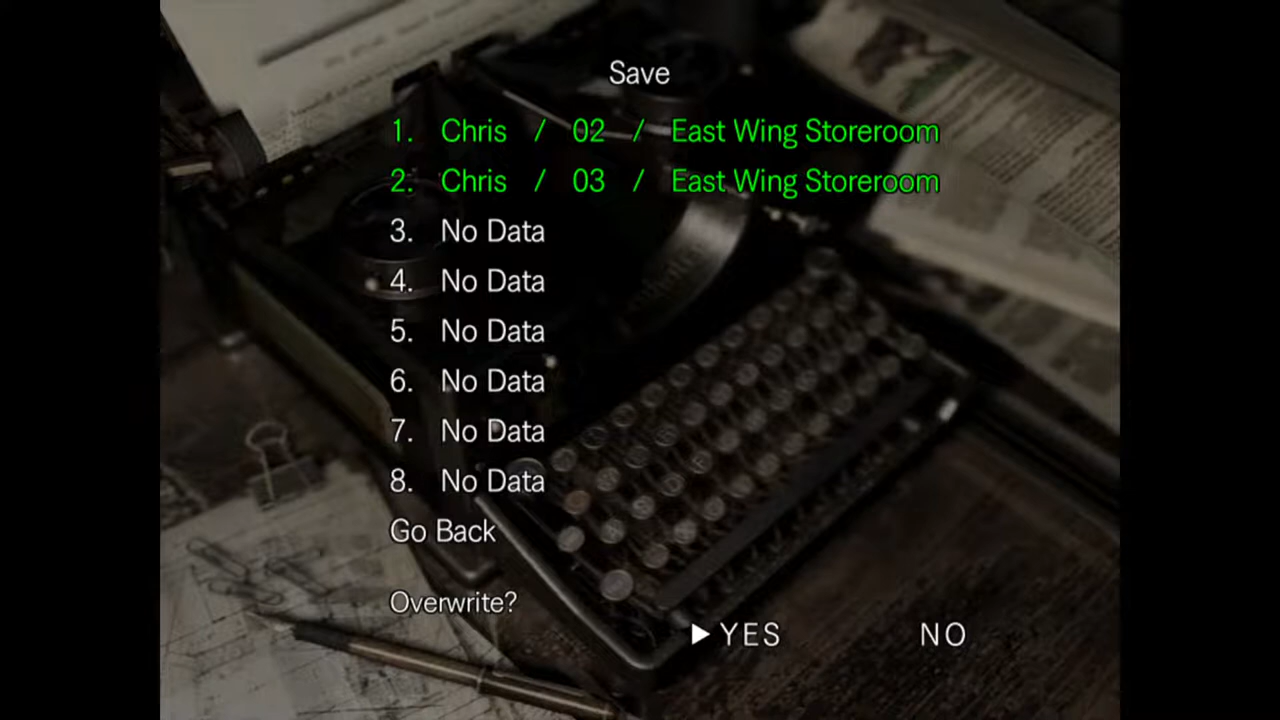 Save
1. Chris / 02 / East Wing Storeroom
2. Chris / 03 / East Wing Storeroom
3. No Data
4. No Data
5. No Data
6. No Data
7. No Data
8. No Data
Go Back
Overwrite?
YES NO